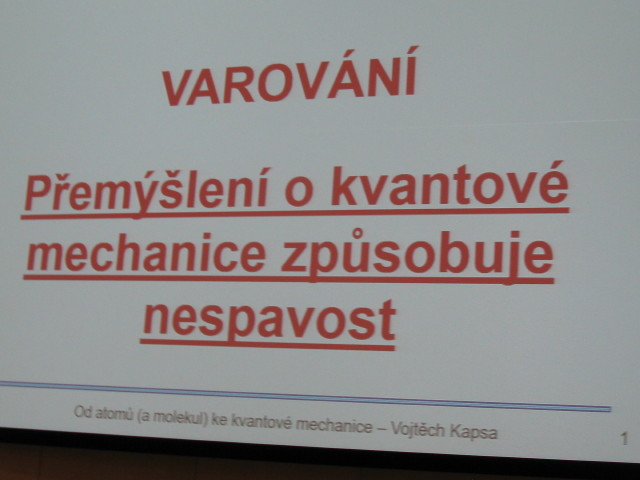 VAROVÁNÍ
Přemýšlení o kvantové
mechanice způsobuje
nespavost
Od atomů (a molekul) ke kvantové mechanice – Vojtěch Kapsa
1